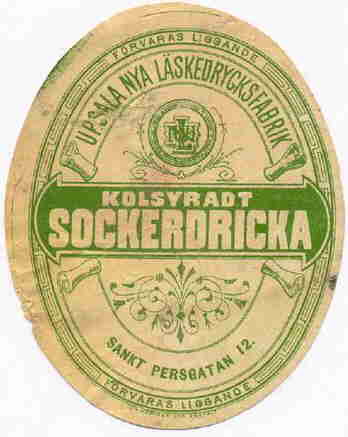 FÖRVARAS LIGGANDE
UPSALA NYA LÄSKEDRYCKSFABRIK
KOLSYRADT
SOCKERDRICKA
SANKT PERSGATAN 12.
FÖRVARAS LIGGANDE